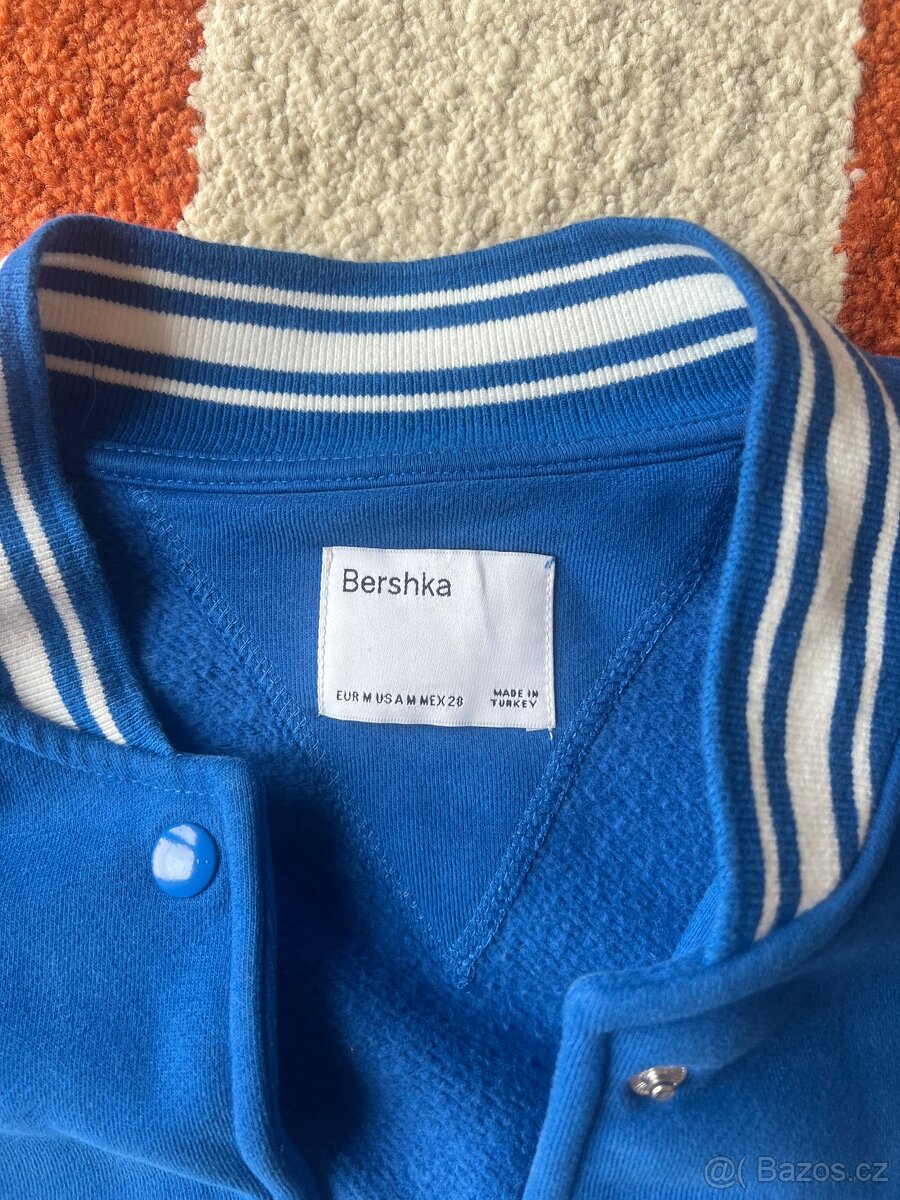 Bershka
EUR M USA M MEX 28
MADE IN
TURKEY
@( Bazos.cz